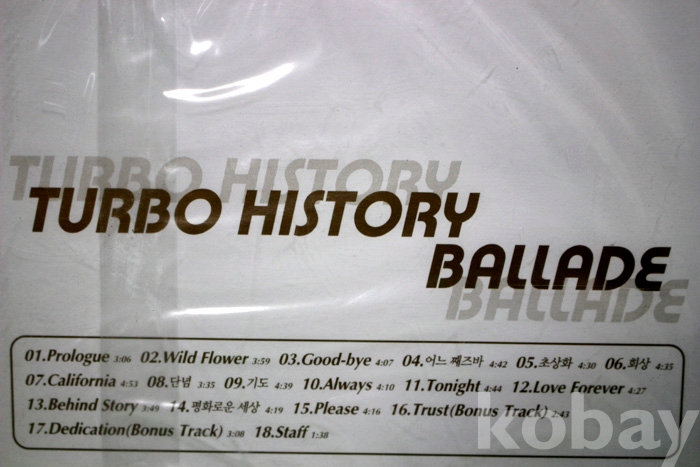 TURBO HISTORY
TURBO HISTORY
BALLADE
BALLADE
01.Prologue 3:06 02.Wild Flower 3:59 03.Good-bye 4:07 04.어느 째즈바 4:42 05.초상화 4:30 06.회상 4:35
07.California 4:53 08.단념 3:35 09.기도 4:39 10.Always 4:10 11.Tonight 4:44 12.Love Forever 4:27
13.Behind Story 3:49 14.평화로운 세상 4:19 15.Please 4:16 16.Trust(Bonus Track) 2:43
17.Dedication(Bonus Track) 3:08 18.Staff 1:38
kobay